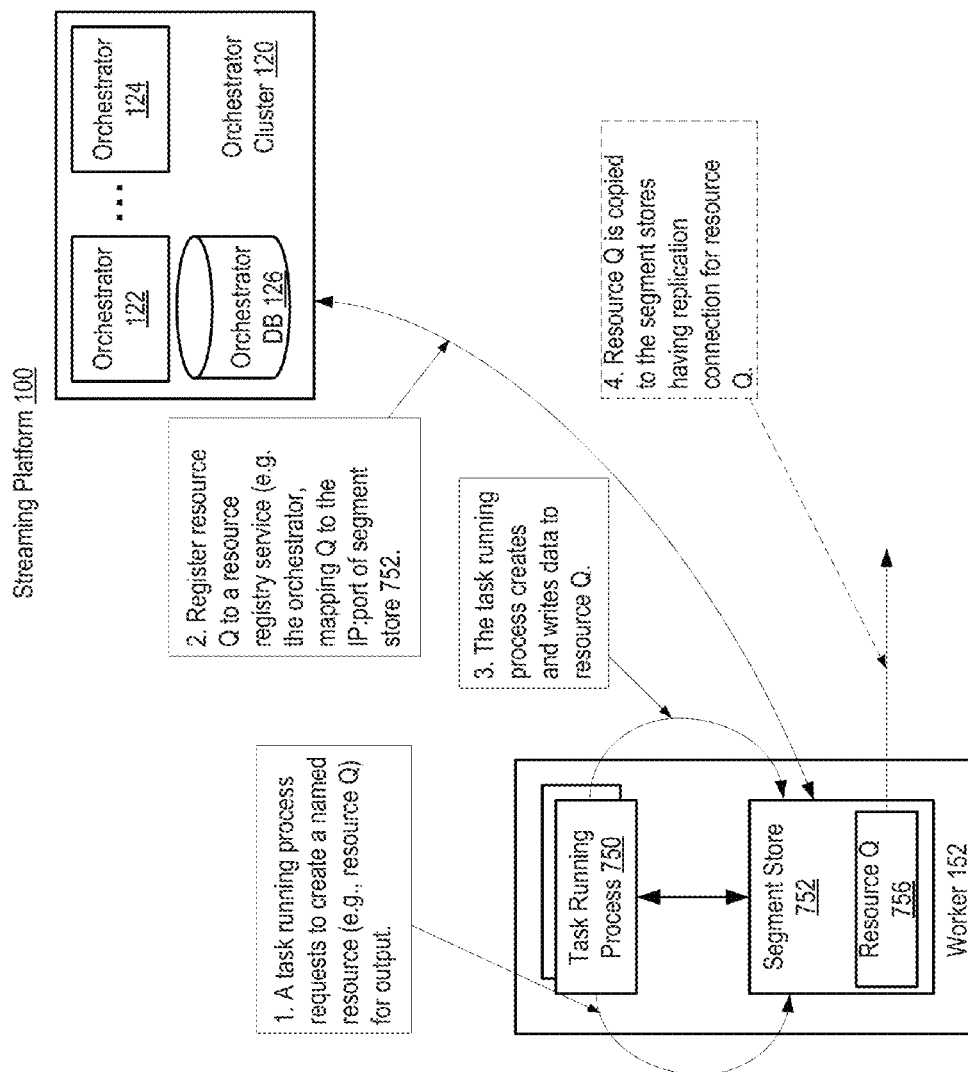 Streaming Platform 100
Orchestrator
122
...
Orchestrator
124
Orchestrator
DB 126
Orchestrator
Cluster 120
1. A task running process
requests to create a named
resource (e.g., resource Q)
for output.
2. Register resource
Q to a resource
registry service (e.g.
the orchestrator,
mapping Q to the
IP:port of segment
store 752.
3. The task running
process creates
and writes data to
resource Q.
4. Resource Q is copied
to the segment stores
having replication
connection for resource
Q.
Task Running
Process 750
Segment Store
752
Resource Q
756
Worker 152